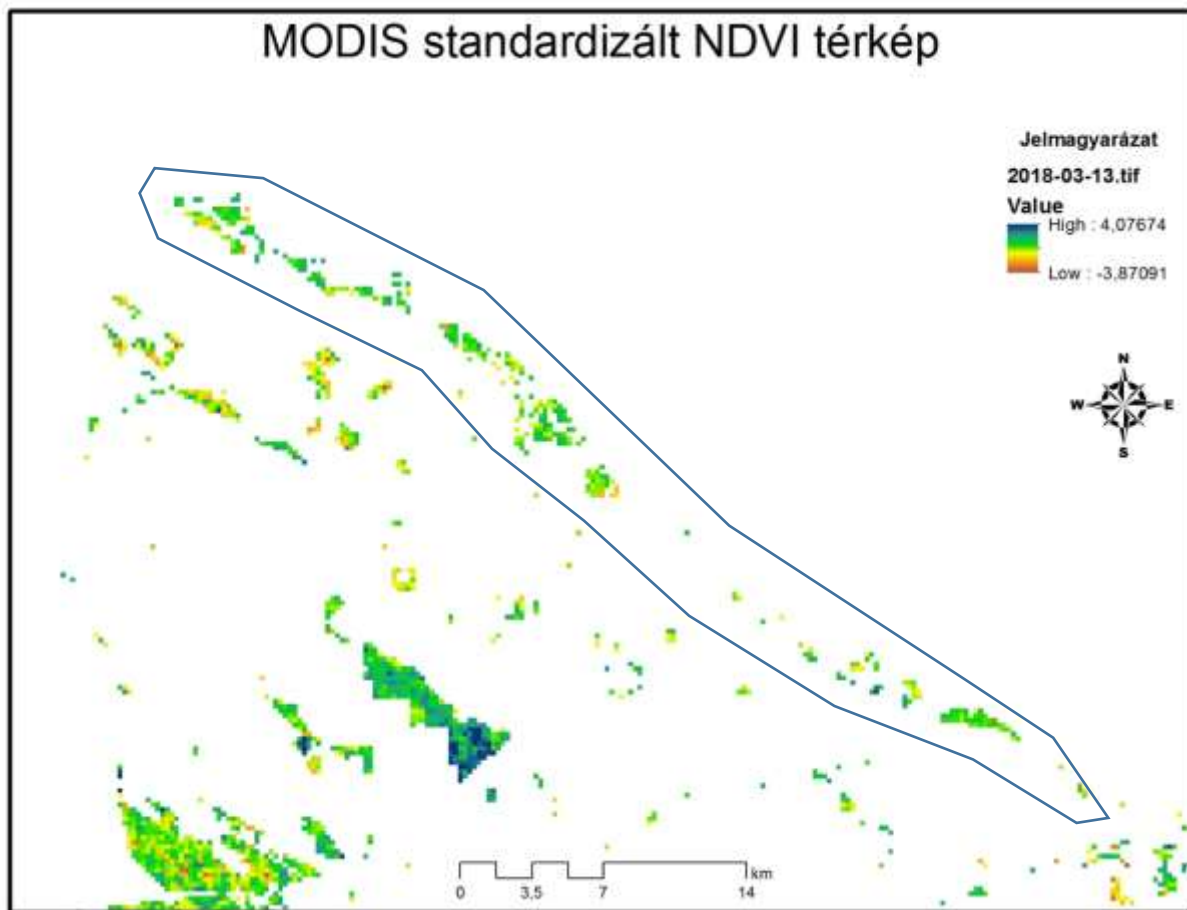 MODIS standardizált NDVI térkép
Jelmagyarázat
2018-03-13.tif
Value
High : 4,07674
Low : -3,87091
N
W E
S
km
0 3,5 7 14